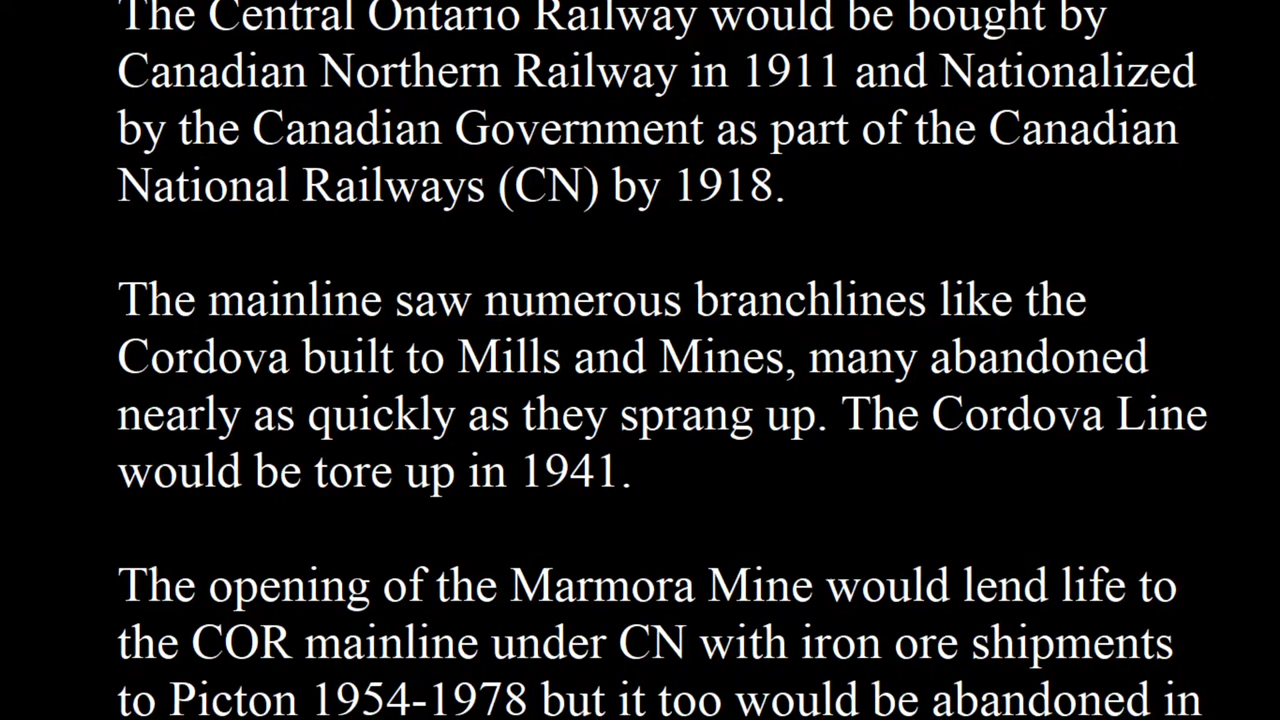 The Central Ontario Railway would be bought by
Canadian Northern Railway in 1911 and Nationalized
by the Canadian Government as part of the Canadian
National Railways (CN) by 1918.
The mainline saw numerous branchlines like the
Cordova built to Mills and Mines, many abandoned
nearly as quickly as they sprang up. The Cordova Line
would be tore up in 1941.
The opening of the Marmora Mine would lend life to
the COR mainline under CN with iron ore shipments
to Picton 1954-1978 but it too would be abandoned in